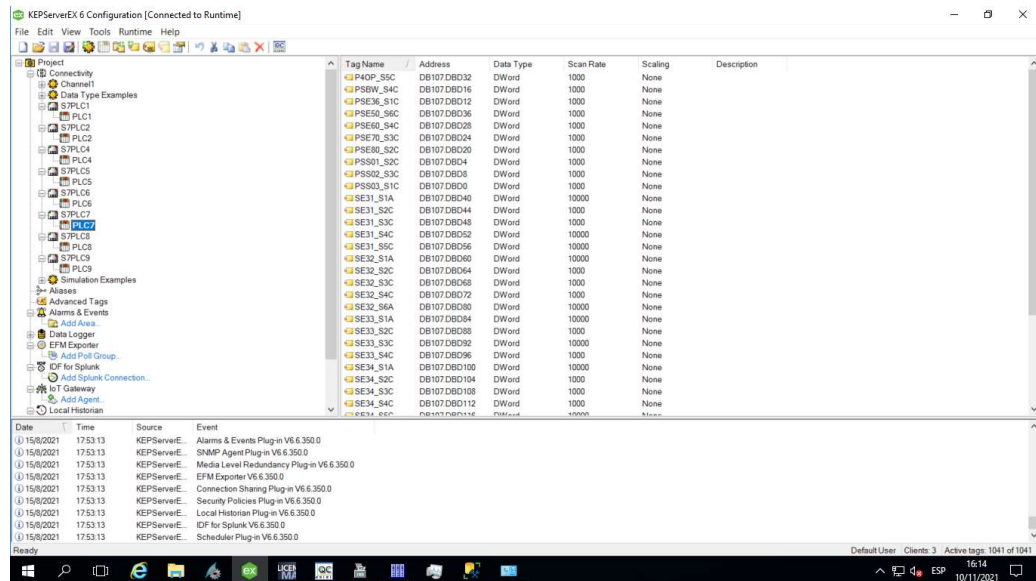 KEPServerEX 6 Configuration [Connected to Runtime]
File Edit View Tools Runtime Help
Project
Connectivity
Channel1
Data Type Examples
S7PLC1
PLC1
S7PLC2
PLC2
S7PLC4
PLC4
S7PLC5
PLC5
S7PLC6
PLC6
S7PLC7
PLC7
S7PLC8
PLC8
S7PLC9
PLC9
Simulation Examples
Aliases
Advanced Tags
Alarms & Events
Add Area...
Data Logger
EFM Exporter
Add Poll Group...
IDF for Splunk
Add Splunk Connection...
IoT Gateway
Add Agent...
Local Historian
Tag Name / Address Data Type Scan Rate Scaling Description
P4OP_S5C DB107.DBD32 DWord 1000 None
PSBW_S4C DB107.DBD16 DWord 1000 None
PSE36_S1C DB107.DBD12 DWord 1000 None
PSE50_S6C DB107.DBD36 DWord 1000 None
PSE60_S4C DB107.DBD28 DWord 1000 None
PSE70_S3C DB107.DBD24 DWord 1000 None
PSE80_S2C DB107.DBD20 DWord 1000 None
PSS01_S2C DB107.DBD4 DWord 1000 None
PSS02_S3C DB107.DBD8 DWord 1000 None
PSS03_S1C DB107.DBD0 DWord 1000 None
SE31_S1A DB107.DBD40 DWord 10000 None
SE31_S2C DB107.DBD44 DWord 1000 None
SE31_S3C DB107.DBD48 DWord 1000 None
SE31_S4C DB107.DBD52 DWord 10000 None
SE31_S5C DB107.DBD56 DWord 10000 None
SE32_S1A DB107.DBD60 DWord 10000 None
SE32_S2C DB107.DBD64 DWord 1000 None
SE32_S3C DB107.DBD68 DWord 1000 None
SE32_S4C DB107.DBD72 DWord 1000 None
SE32_S6A DB107.DBD80 DWord 10000 None
SE33_S1A DB107.DBD84 DWord 10000 None
SE33_S2C DB107.DBD88 DWord 1000 None
SE33_S3C DB107.DBD92 DWord 10000 None
SE33_S4C DB107.DBD96 DWord 1000 None
SE34_S1A DB107.DBD100 DWord 10000 None
SE34_S2C DB107.DBD104 DWord 1000 None
SE34_S3C DB107.DBD108 DWord 1000 None
SE34_S4C DB107.DBD112 DWord 1000 None
SE34_S5C DB107.DBD116 DWord 10000 None
Date Time Source Event
15/8/2021 17:53:13 KEPServerE... Alarms & Events Plug-in V6.6.350.0
15/8/2021 17:53:13 KEPServerE... SNMP Agent Plug-in V6.6.350.0
15/8/2021 17:53:13 KEPServerE... Media Level Redundancy Plug-in V6.6.350.0
15/8/2021 17:53:13 KEPServerE... EFM Exporter V6.6.350.0
15/8/2021 17:53:13 KEPServerE... Connection Sharing Plug-in V6.6.350.0
15/8/2021 17:53:13 KEPServerE... Security Policies Plug-in V6.6.350.0
15/8/2021 17:53:13 KEPServerE... Local Historian Plug-in V6.6.350.0
15/8/2021 17:53:13 KEPServerE... IDF for Splunk V6.6.350.0
15/8/2021 17:53:13 KEPServerE... Scheduler Plug-in V6.6.350.0
Ready Default User Clients: 3 Active tags: 1041 of 1041
ESP 16:14
10/11/2021